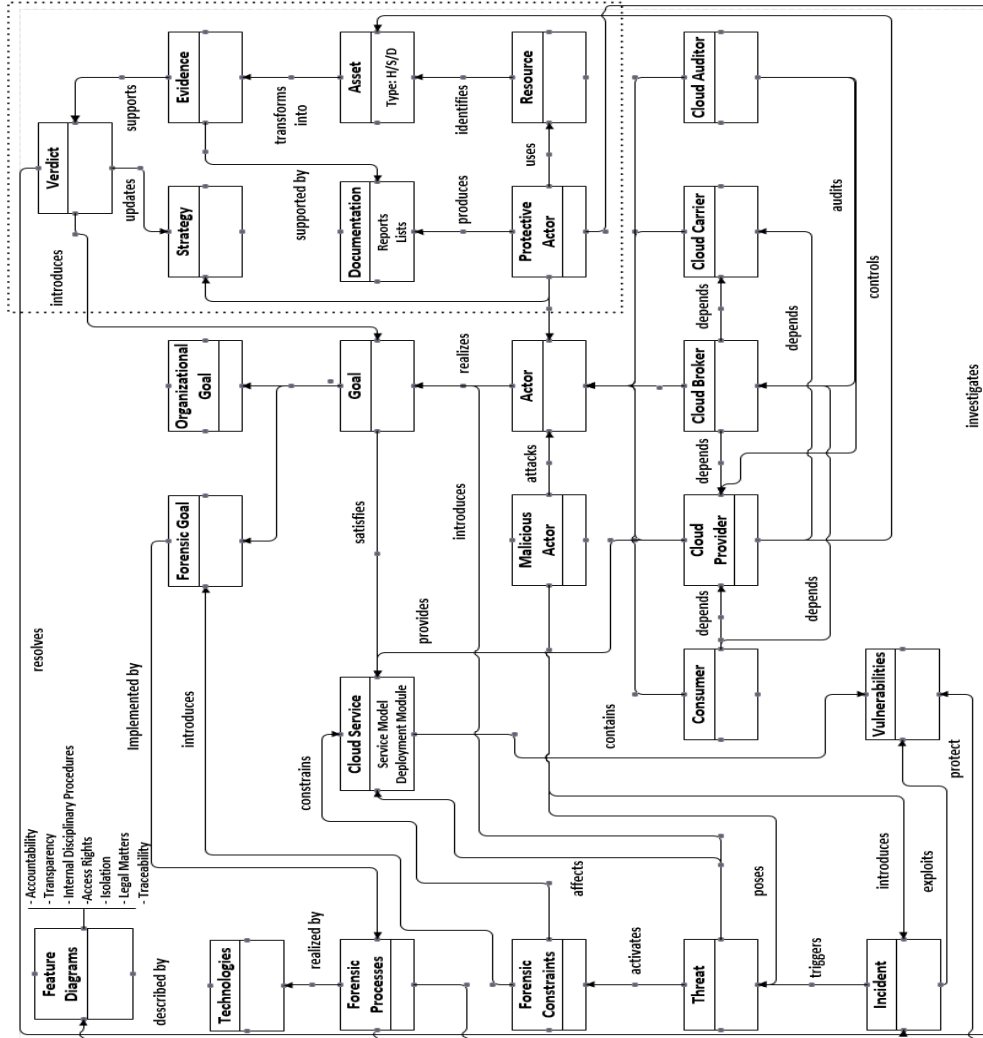 Feature
Diagrams
- Accountability
- Transparency
- Internal Disciplinary Procedures
-Access Rights
- Isolation
- Legal Matters
- Traceability
resolves
introduces
Verdict
described by
Implemented by
updates
supports
introduces
Forensic Goal
Organizational
Goal
Strategy
Evidence
Technologies
realized by
constrains
supported by
transforms
into
Forensic
Processes
Cloud Service
Service Model
Deployment Module
satisfies
Goal
Documentation
Reports
Lists
Asset
Type: H/S/D
provides
introduces
realizes
produces
identifies
Forensic
Constraints
affects
Malicious
Actor
attacks
Actor
Protective
Actor
uses
Resource
activates
contains
Threat
poses
Consumer
depends
Cloud
Provider
depends
Cloud Broker
depends
Cloud Carrier
Cloud Auditor
triggers
depends
depends
audits
Incident
introduces
exploits
Vulnerabilities
controls
protect
investigates